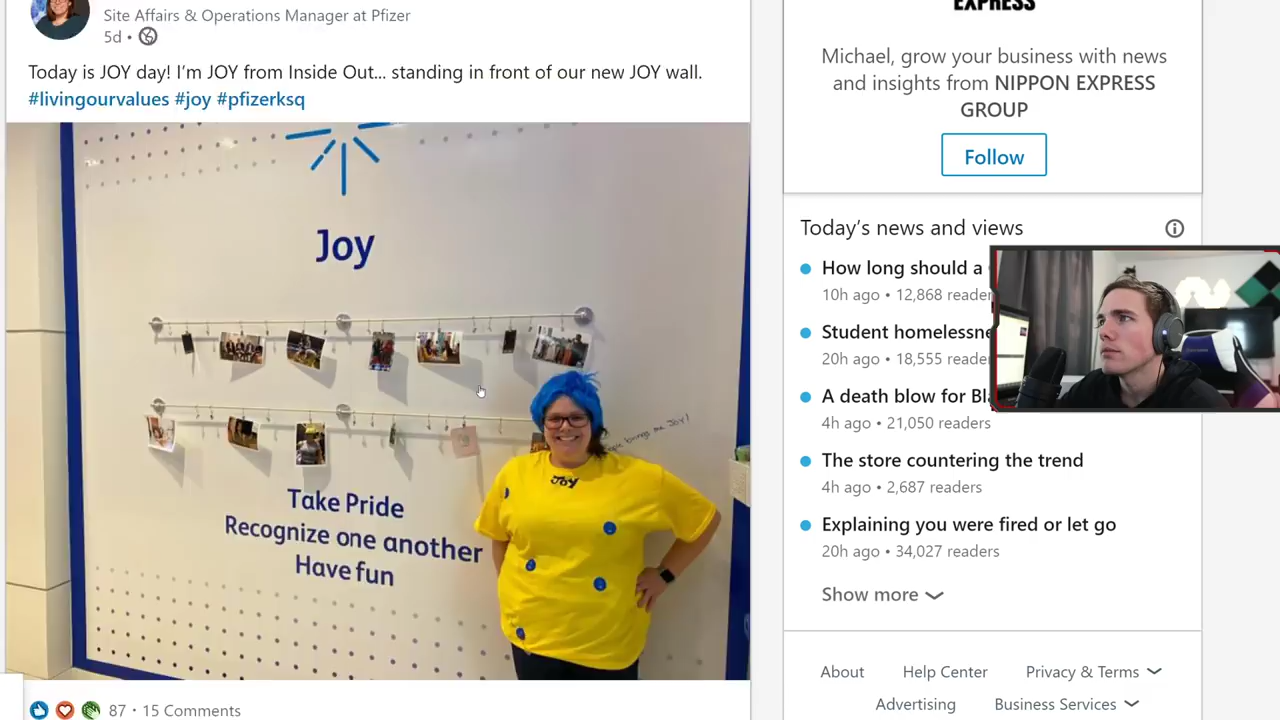 Site Affairs & Operations Manager at Pfizer
5d •
Today is JOY day! I'm JOY from Inside Out... standing in front of our new JOY wall.
#livingourvalues #joy #pfizerksq
Joy
brings me Joy!
Joy
Take Pride
Recognize one another
Have fun
87 · 15 Comments
EXPRESS
Michael, grow your business with news
and insights from NIPPON EXPRESS
GROUP
Follow
Today's news and views
How long should a
10h ago • 12,868 reader
Student homelessne
20h ago • 18,555 reade
A death blow for Bl
4h ago • 21,050 readers
The store countering the trend
4h ago • 2,687 readers
Explaining you were fired or let go
20h ago • 34,027 readers
Show more
About Help Center Privacy & Terms
Advertising Business Services